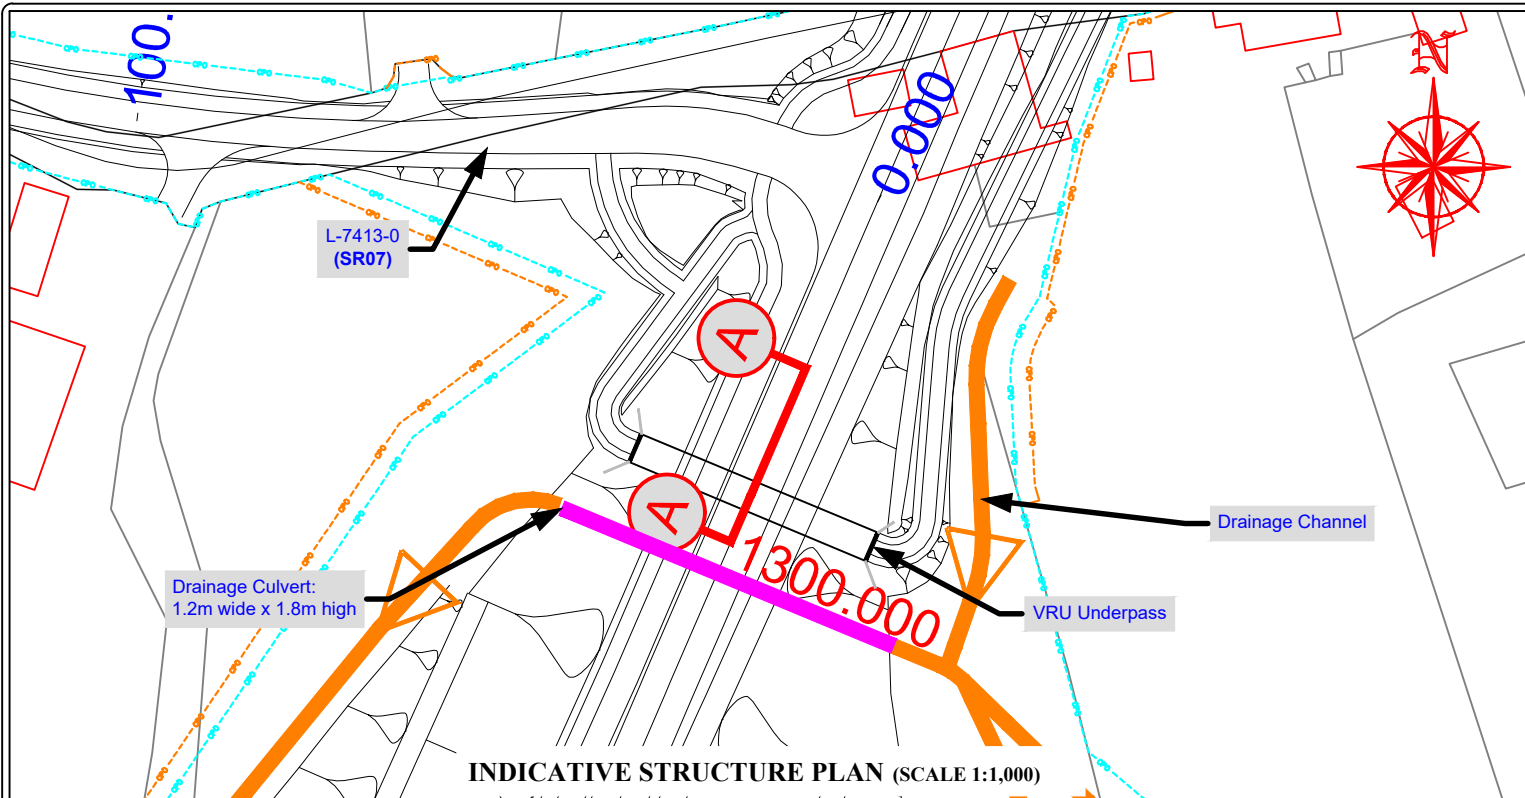 100.
0.000
L-7413-0
(SR07)
A
A
1300.000
Drainage Channel
Drainage Culvert:
1.2m wide x 1.8m high
VRU Underpass
INDICATIVE STRUCTURE PLAN (SCALE 1:1,000)
CPO